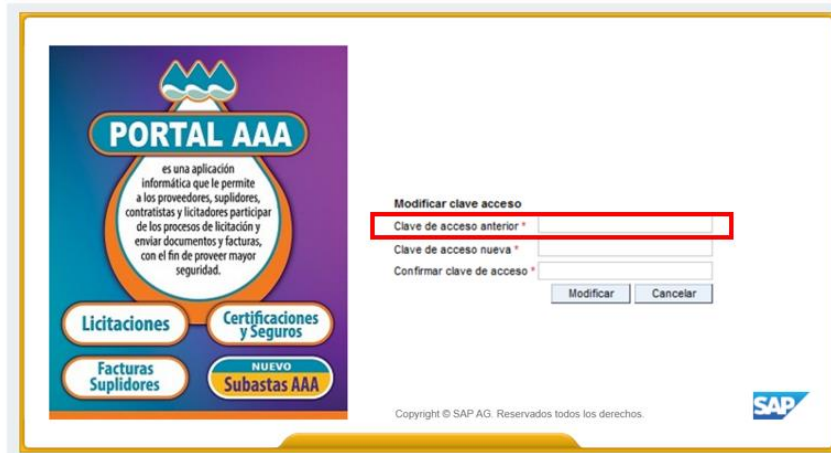 PORTAL AAA
es una aplicación
informática que le permite
a los proveedores, suplidores,
contratistas y licitadores participar
de los procesos de licitación y
enviar documentos y facturas,
con el fin de proveer mayor
seguridad.
Licitaciones
Certificaciones
y Seguros
Facturas
Suplidores
NUEVO
Subastas AAA
Modificar clave acceso
Clave de acceso anterior *
Clave de acceso nueva *
Confirmar clave de acceso *
Modificar Cancelar
Copyright © SAP AG. Reservados todos los derechos.
SAP